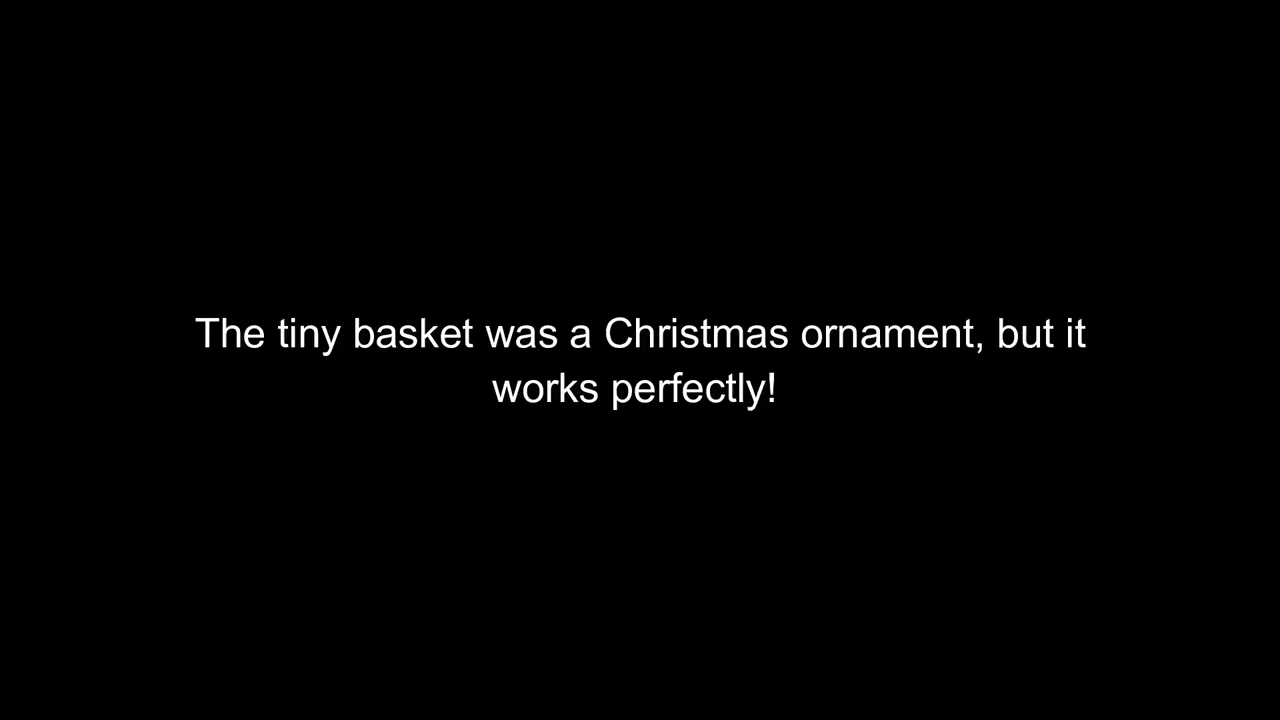 The tiny basket was a Christmas ornament, but it
works perfectly!